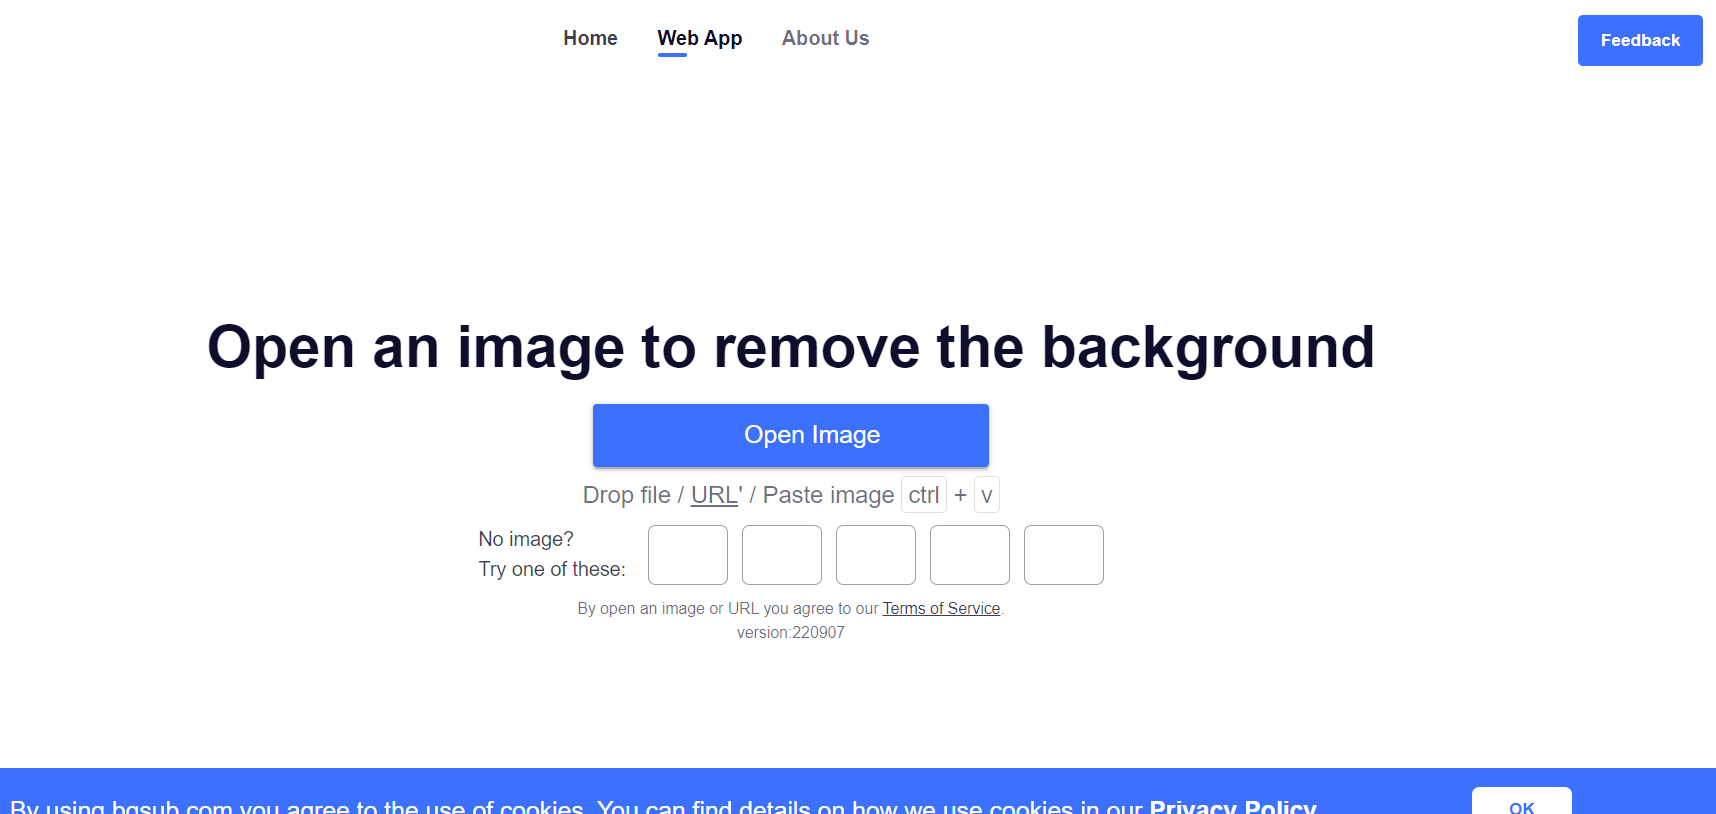 Home Web App About Us Feedback
Open an image to remove the background
Open Image
Drop file / URL' / Paste image ctrl + v
No image?
Try one of these:
By open an image or URL you agree to our Terms of Service.
version:220907
By using bgsub.com you agree to the use of cookies. You can find details on how we use cookies in our Privacy Policy OK